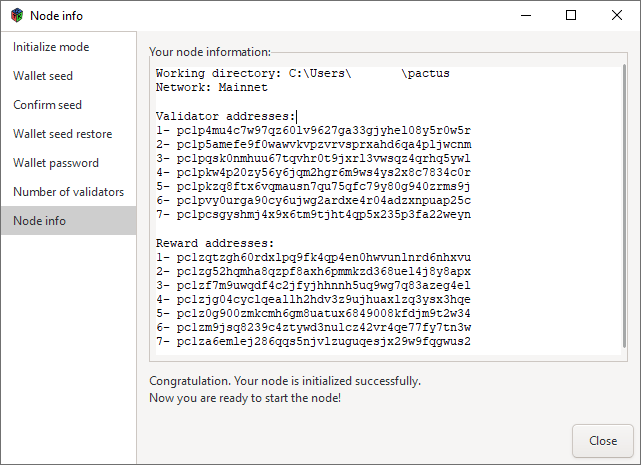 Node info
Initialize mode
Wallet seed
Confirm seed
Wallet seed restore
Wallet password
Number of validators
Node info
Your node information:
Working directory: C:\Users\ \pactus
Network: Mainnet
Validator addresses:
1- pc1p4mu4c7w97qz60lv9627ga33gjyhel08y5r0w5r
2- pc1p5amefe9f0wawvkvpzvrvsprxahd6qa4pljwcnm
3- pc1pqsk0nmhuu67tqvhr0t9jxrl3vwsqz4qrhq5ywl
4- pc1pkw4p20zy56y6jqm2hgr6m9ws4ys2x8c7834c0r
5- pc1pkzq8ftx6vqmausn7qu75qfc79y80g940zrms9j
6- pc1pvy0urga90cy6ujwg2ardxe4r04adzxnpuap25c
7- pc1pcsgyshmj4x9x6tm9tjht4qp5x235p3fa22weyn
Reward addresses:
1- pc1zqtzgh60rdxlpq9fk4qp4en0hwvunlnrd6nhxvu
2- pc1zg52hqmha8qzpf8axh6pmmkzd368uel4j8y8apx
3- pc1zf7m9uwqdf4c2jfyjhhnnh5uq9wg7q83azeg4el
4- pc1zjg04cyclqeallh2hdv3z9ujhuaxlzq3ysx3hqe
5- pc1z0g900zmkcmh6gm8uatux6849008kfdjm9t2w34
6- pc1zm9jsq8239c4ztywd3nulcz42vr4qe77fy7tn3w
7- pc1za6emlej286qqs5njvlzuguqesjx29w9fqgwus2
Congratulation. Your node is initialized successfully.
Now you are ready to start the node!
Close